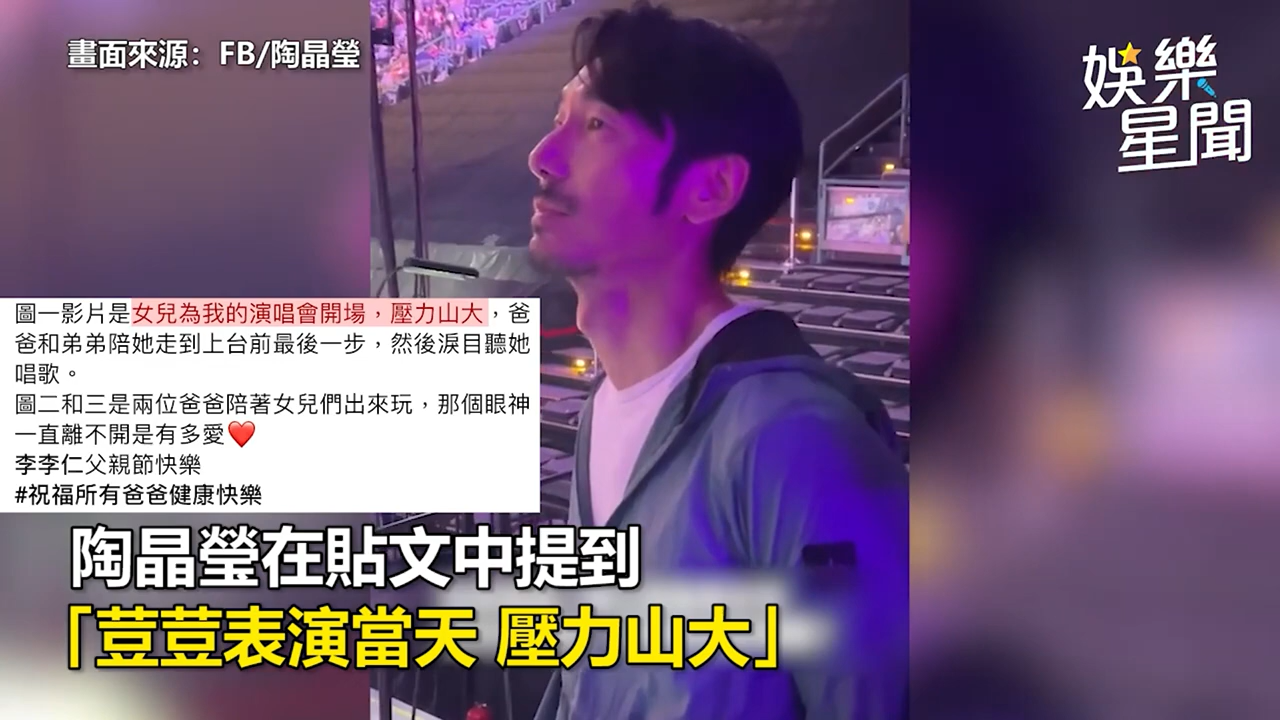 畫面來源：FB/陶晶瑩
娛樂
星聞
圖一影片是女兒為我的演唱會開場，壓力山大，爸
爸和弟弟陪她走到上台前最後一步，然後淚目聽她
唱歌。
圖二和三是兩位爸爸陪著女兒們出來玩，那個眼神
一直離不開是有多愛❤️
李李仁父親節快樂
#祝福所有爸爸健康快樂
陶晶瑩在貼文中提到
「荳荳表演當天 壓力山大」